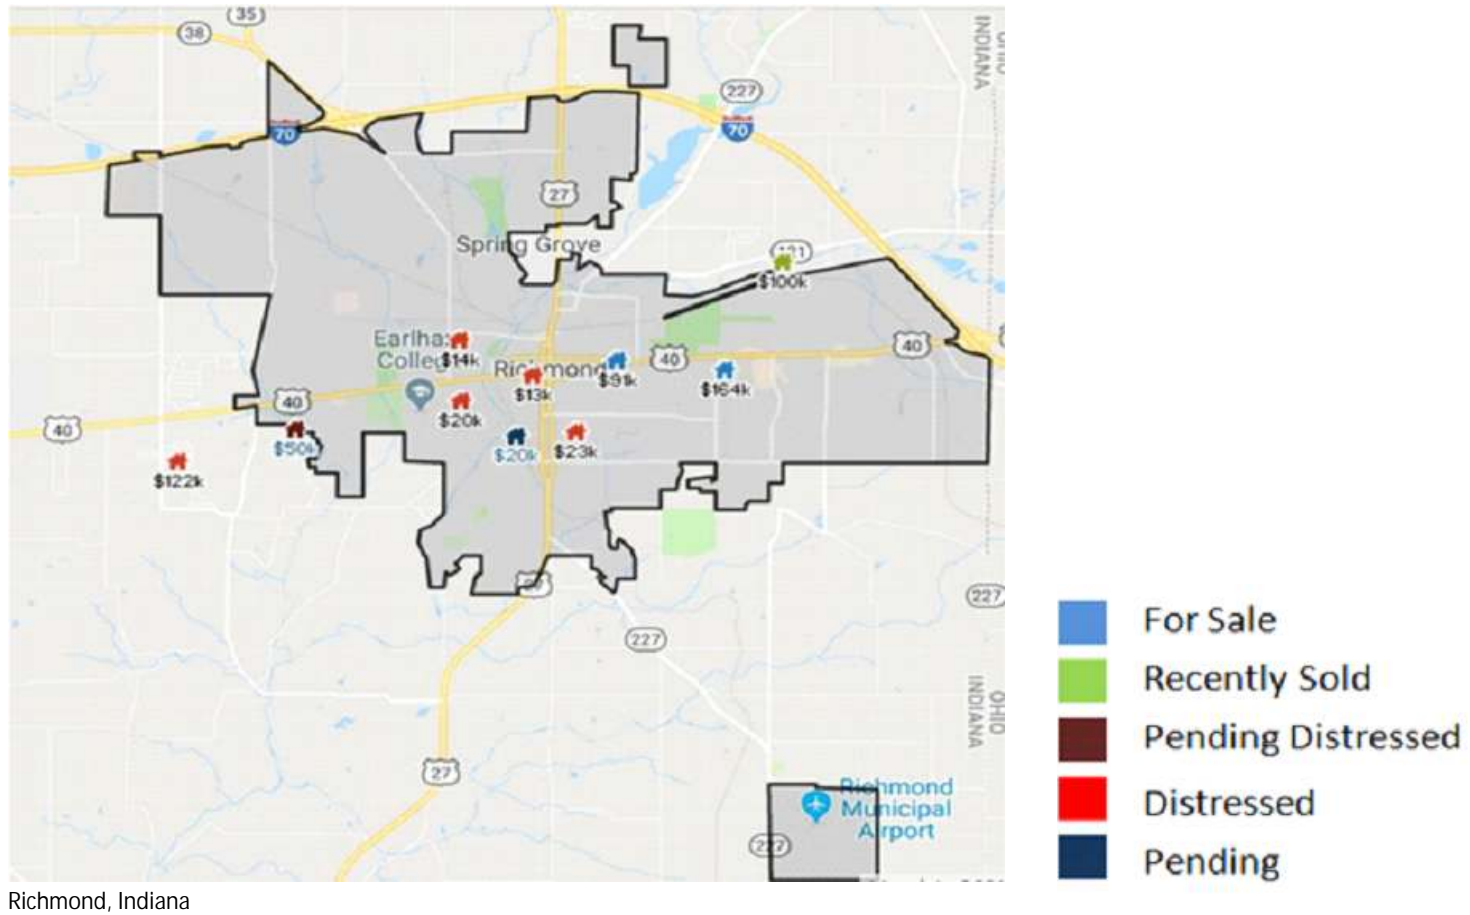 35
38
INDIANA
OHIO
227
70
70
27
Spring Grove
$100k
Earlha
Colleg
$14k
Richmond
40
40
$91k
$13k
$164k
40
$20k
40
$50k
$20k
$23k
$122k
227
For Sale
227
Recently Sold
INDIANA
OHIO
Pending Distressed
27
Richmond
Municipal
Airport
Distressed
227
Pending
Richmond, Indiana